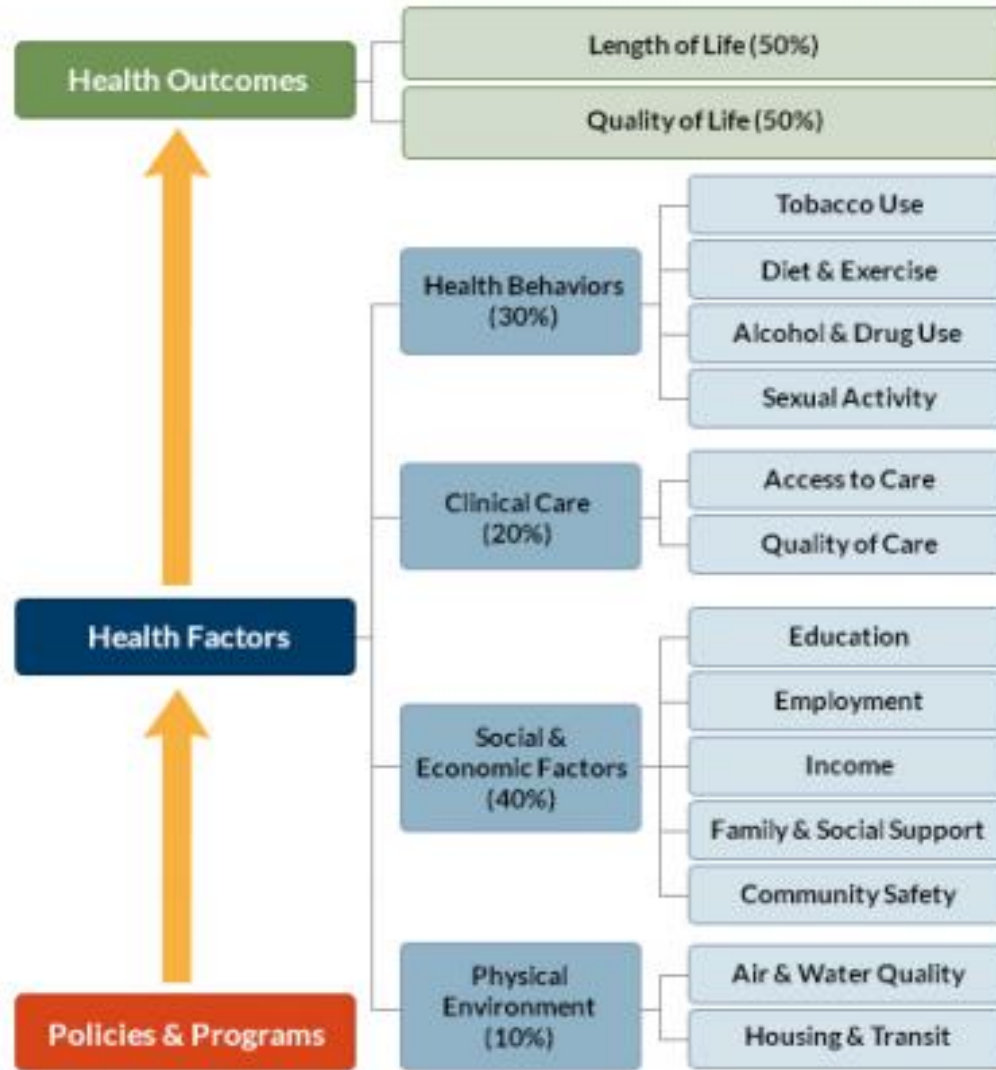 Health Outcomes
Length of Life (50%)
Quality of Life (50%)
Health Factors
Health Behaviors
(30%)
Tobacco Use
Diet & Exercise
Alcohol & Drug Use
Sexual Activity
Clinical Care
(20%)
Access to Care
Quality of Care
Social &
Economic Factors
(40%)
Education
Employment
Income
Family & Social Support
Community Safety
Physical
Environment
(10%)
Air & Water Quality
Housing & Transit
Policies & Programs